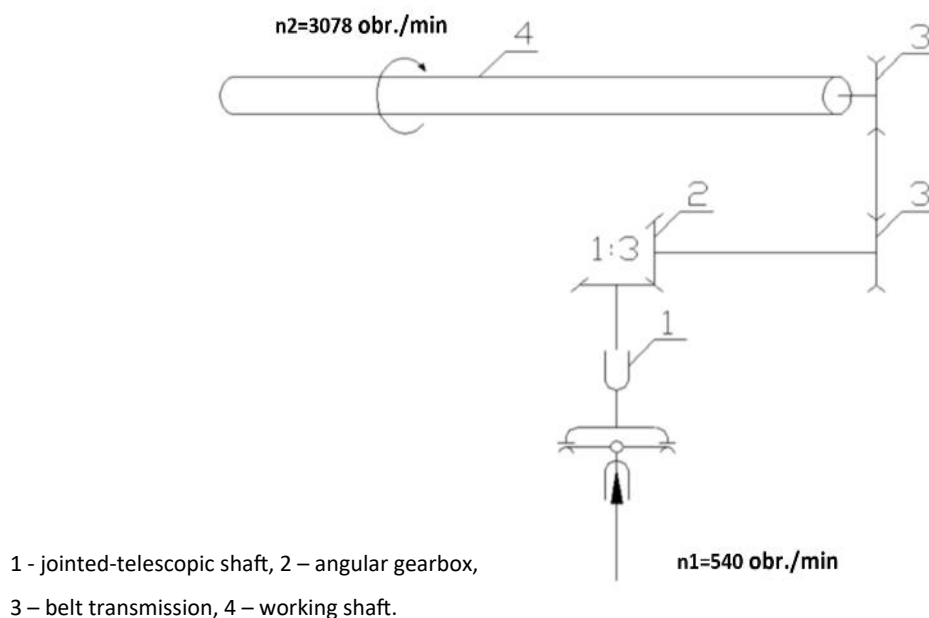 n2=3078 obr./min
4
3
2
3
1:3
1
n1=540 obr./min
1 - jointed-telescopic shaft, 2 – angular gearbox,
3 – belt transmission, 4 – working shaft.